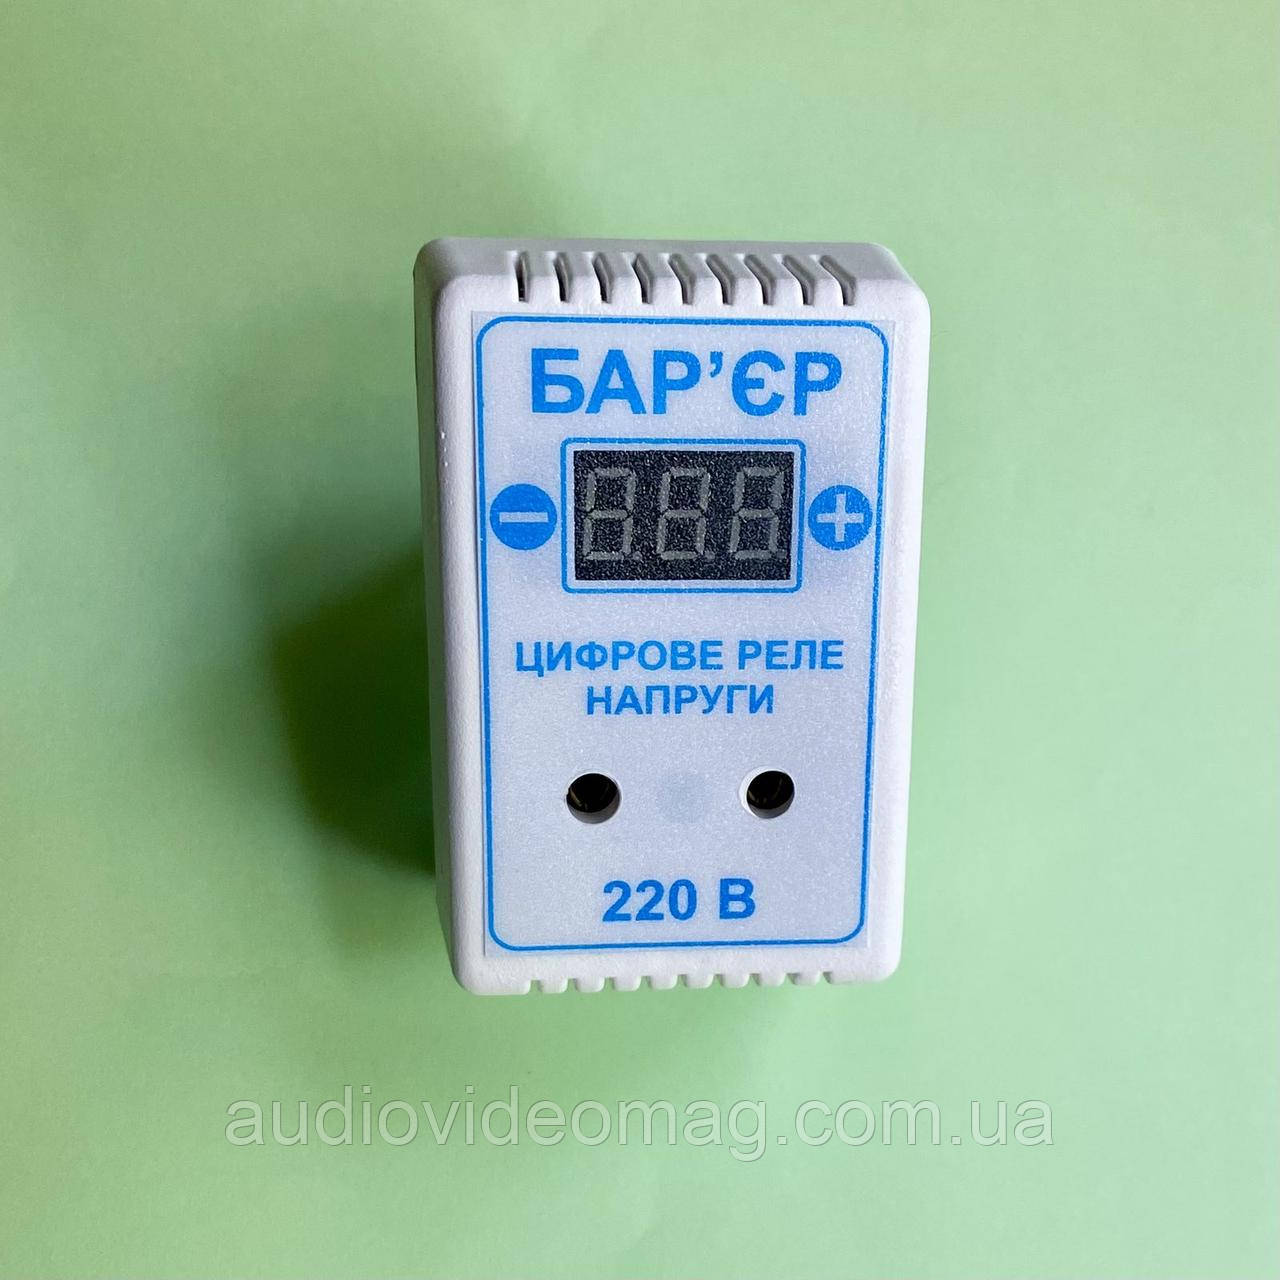 БАР’ЄР
ЦИФРОВЕ РЕЛЕ
НАПРУГИ
220 В
audiovideomag.com.ua